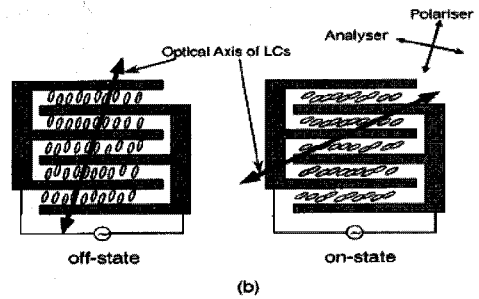 Polariser
Analyser
Optical Axis of LCs
off-state
on-state
(b)